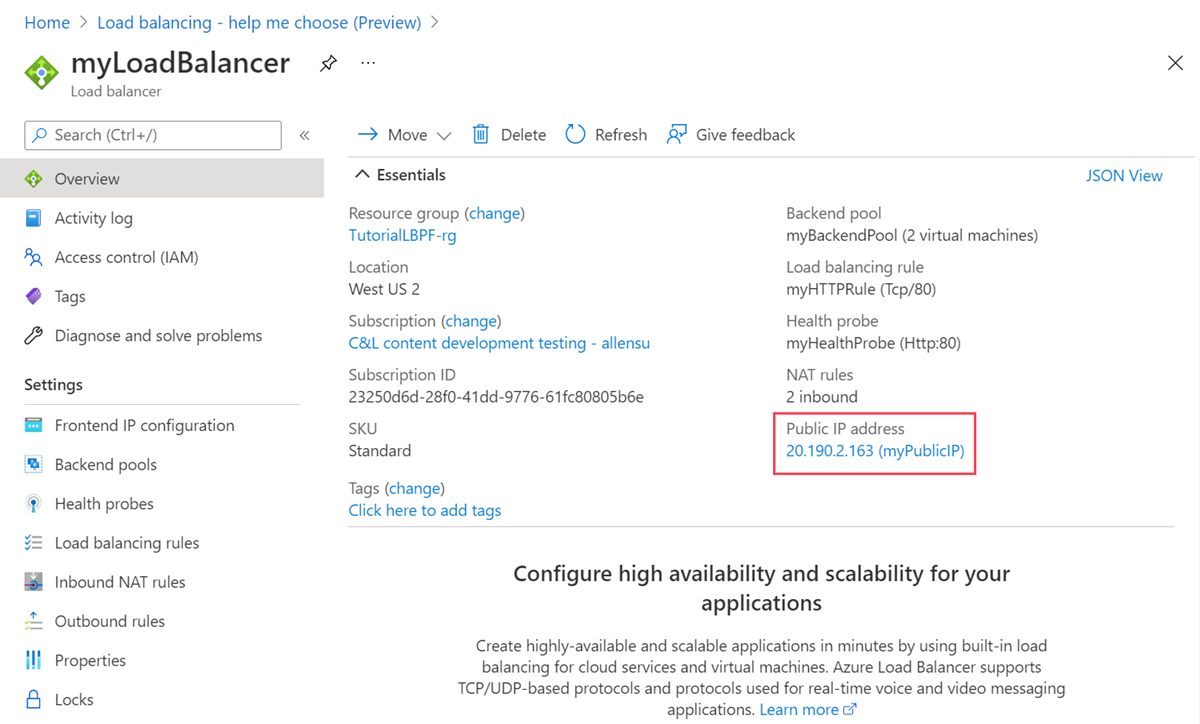 Home > Load balancing - help me choose (Preview) >
myLoadBalancer
...
Load balancer
Search (Ctrl+/)
«
Overview
Activity log
Access control (IAM)
Tags
Diagnose and solve problems
Settings
Frontend IP configuration
Backend pools
Health probes
Load balancing rules
Inbound NAT rules
Outbound rules
Properties
Locks
Move
Delete
Refresh
Give feedback
Essentials
JSON View
Resource group (change)
TutorialLBPF-rg
Location
West US 2
Subscription (change)
C&L content development testing - allensu
Subscription ID
23250d6d-28f0-41dd-9776-61fc80805b6e
SKU
Standard
Tags (change)
Click here to add tags
Backend pool
myBackendPool (2 virtual machines)
Load balancing rule
myHTTPRule (Tcp/80)
Health probe
myHealthProbe (Http:80)
NAT rules
2 inbound
Public IP address
20.190.2.163 (myPublicIP)
Configure high availability and scalability for your
applications
Create highly-available and scalable applications in minutes by using built-in load
balancing for cloud services and virtual machines. Azure Load Balancer supports
TCP/UDP-based protocols and protocols used for real-time voice and video messaging
applications. Learn more